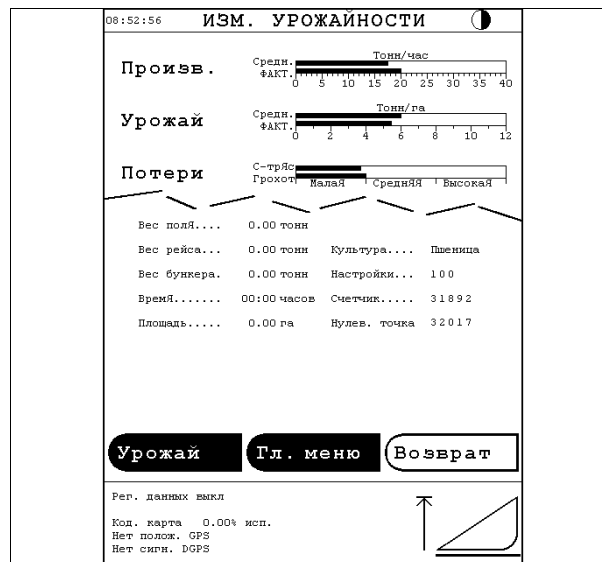 08:52:56 ИЗМ. УРОЖАЙНОСТИ
Тонн/час
Произв. Средн.
ФАКТ.
0 5 10 15 20 25 30 35 40
Тонн/га
Урожай Средн.
ФАКТ.
0 2 4 6 8 10 12
Потери С-трЯс
Грохот МалаЯ СреднЯЯ ВысокаЯ
Вес полЯ.... 0.00 тонн
Вес рейса... 0.00 тонн Культура.... Пшеница
Вес бункера. 0.00 тонн Настройки... 100
ВремЯ....... 00:00 часов Счетчик..... 31892
Площадь..... 0.00 га Нулев. точка 32017
Урожай Гл. меню Возврат
Рег. данных выкл
Код. карта 0.00% исп.
Нет полож. GPS
Нет сигн. DGPS